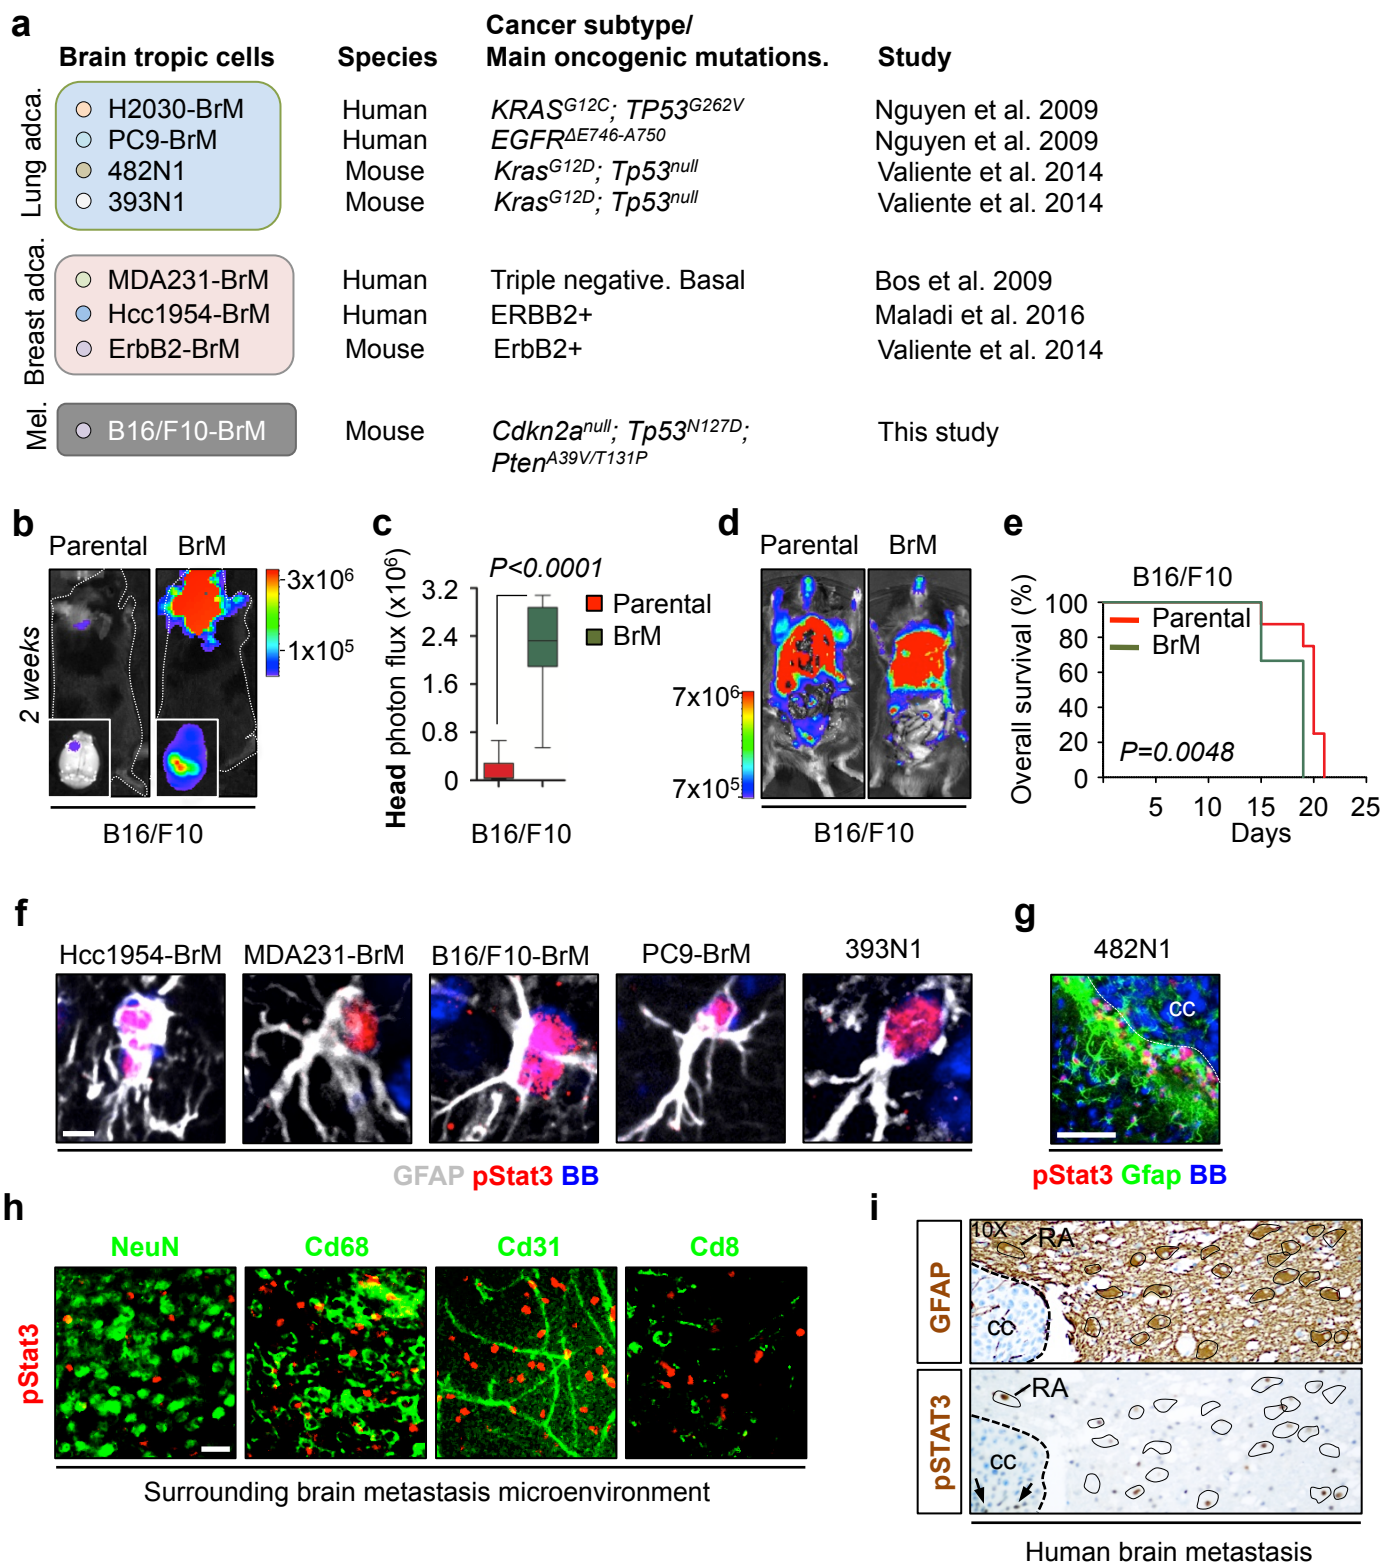 a
Brain tropic cells Species Cancer subtype/
Main oncogenic mutations. Study
Lung adca.
H2030-BrM Human KRASG12C; TP53G262V Nguyen et al. 2009
PC9-BrM Human EGFRΔE746-A750 Nguyen et al. 2009
482N1 Mouse KrasG12D; Tp53null Valiente et al. 2014
393N1 Mouse KrasG12D; Tp53null Valiente et al. 2014
Breast adca.
MDA231-BrM Human Triple negative. Basal Bos et al. 2009
Hcc1954-BrM Human ERBB2+ Maladi et al. 2016
ErbB2-BrM Mouse ErbB2+ Valiente et al. 2014
Mel.
B16/F10-BrM Mouse Cdkn2anull; Tp53N127D; This study
PtenA39V/T131P
b
Parental BrM
2 weeks
3x10⁶
1x10⁵
B16/F10
c
Head photon flux (x10⁶)
P<0.0001
3.2
2.4
1.6
0.8
0
Parental
BrM
B16/F10
d
Parental BrM
7x10⁶
7x10⁵
B16/F10
e
B16/F10
Overall survival (%)
100
80
60
40
20
0
Parental
BrM
P=0.0048
5 10 15 20 25
Days
f
Hcc1954-BrM MDA231-BrM B16/F10-BrM PC9-BrM 393N1
GFAP pStat3 BB
g
482N1
cc
pStat3 Gfap BB
h
NeuN Cd68 Cd31 Cd8
pStat3
Surrounding brain metastasis microenvironment
i
GFAP
10X
RA
cc
pSTAT3
RA
cc
Human brain metastasis